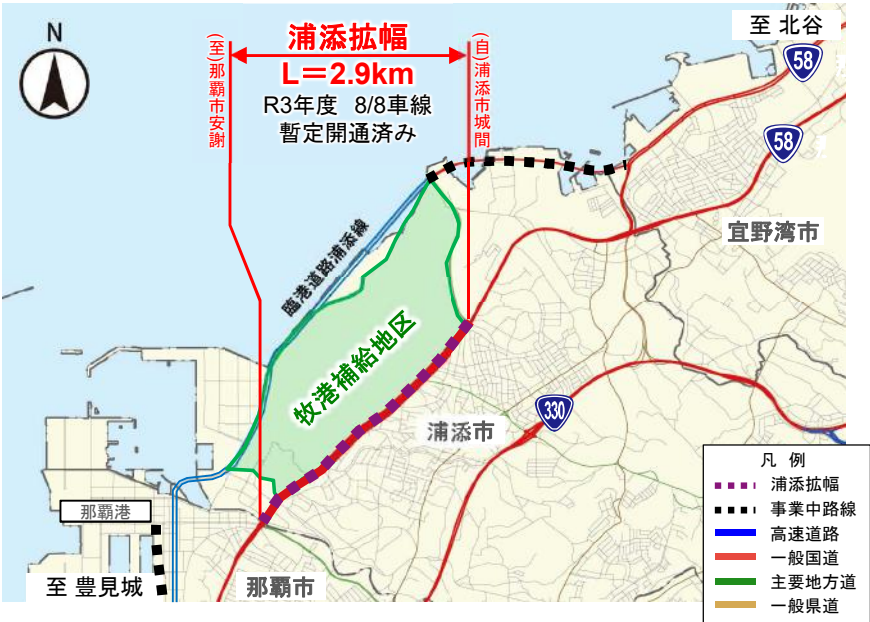 N
浦添拡幅
L=2.9km
R3年度 8/8車線
暫定開通済み
(至)那覇市安謝
(自)浦添市城間
至 北谷
58
58
宜野湾市
臨港道路浦添線
牧港補給地区
330
浦添市
那覇港
至 豊見城
那覇市
凡 例
浦添拡幅
事業中路線
高速道路
一般国道
主要地方道
一般県道